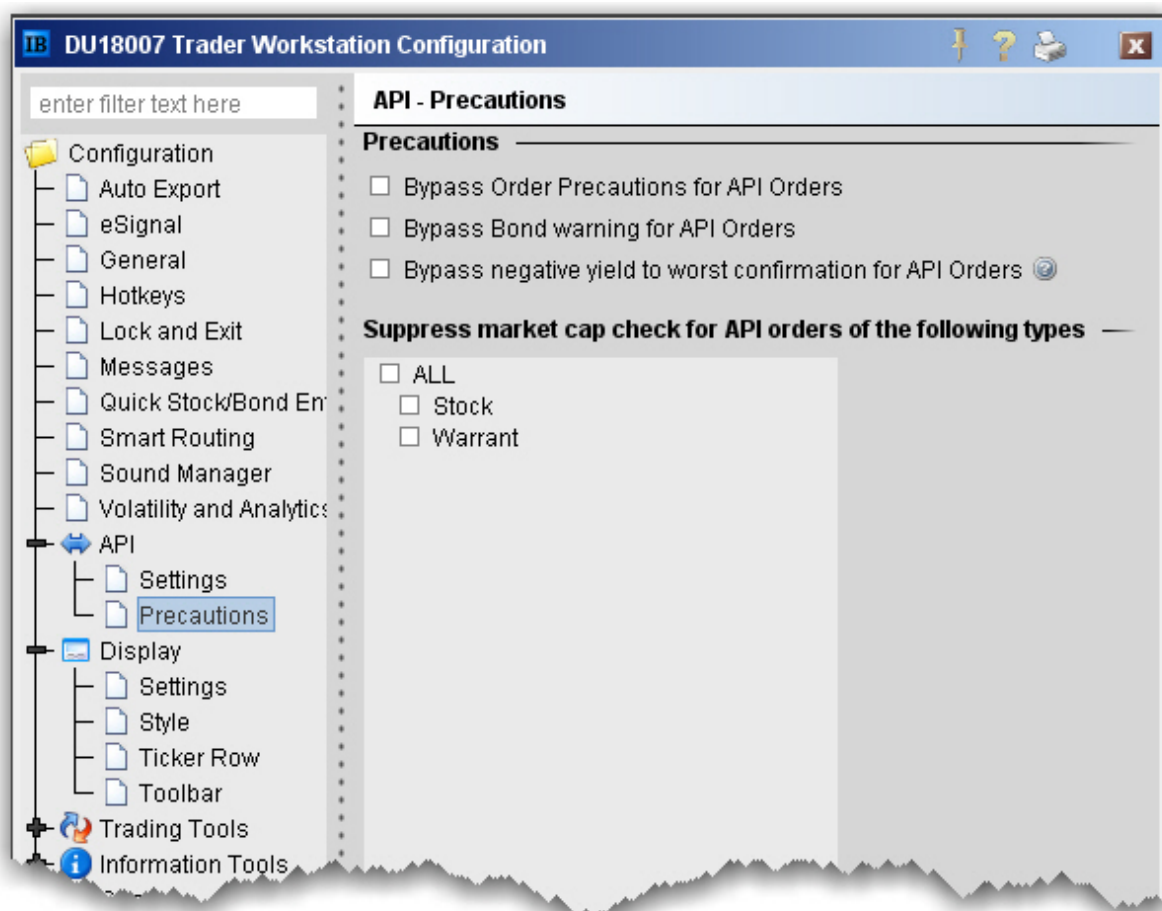 IB DU18007 Trader Workstation Configuration
enter filter text here
Configuration
Auto Export
eSignal
General
Hotkeys
Lock and Exit
Messages
Quick Stock/Bond En
Smart Routing
Sound Manager
Volatility and Analytics
API
Settings
Precautions
Display
Settings
Style
Ticker Row
Toolbar
Trading Tools
Information Tools
API - Precautions
Precautions
Bypass Order Precautions for API Orders
Bypass Bond warning for API Orders
Bypass negative yield to worst confirmation for API Orders
Suppress market cap check for API orders of the following types
ALL
Stock
Warrant